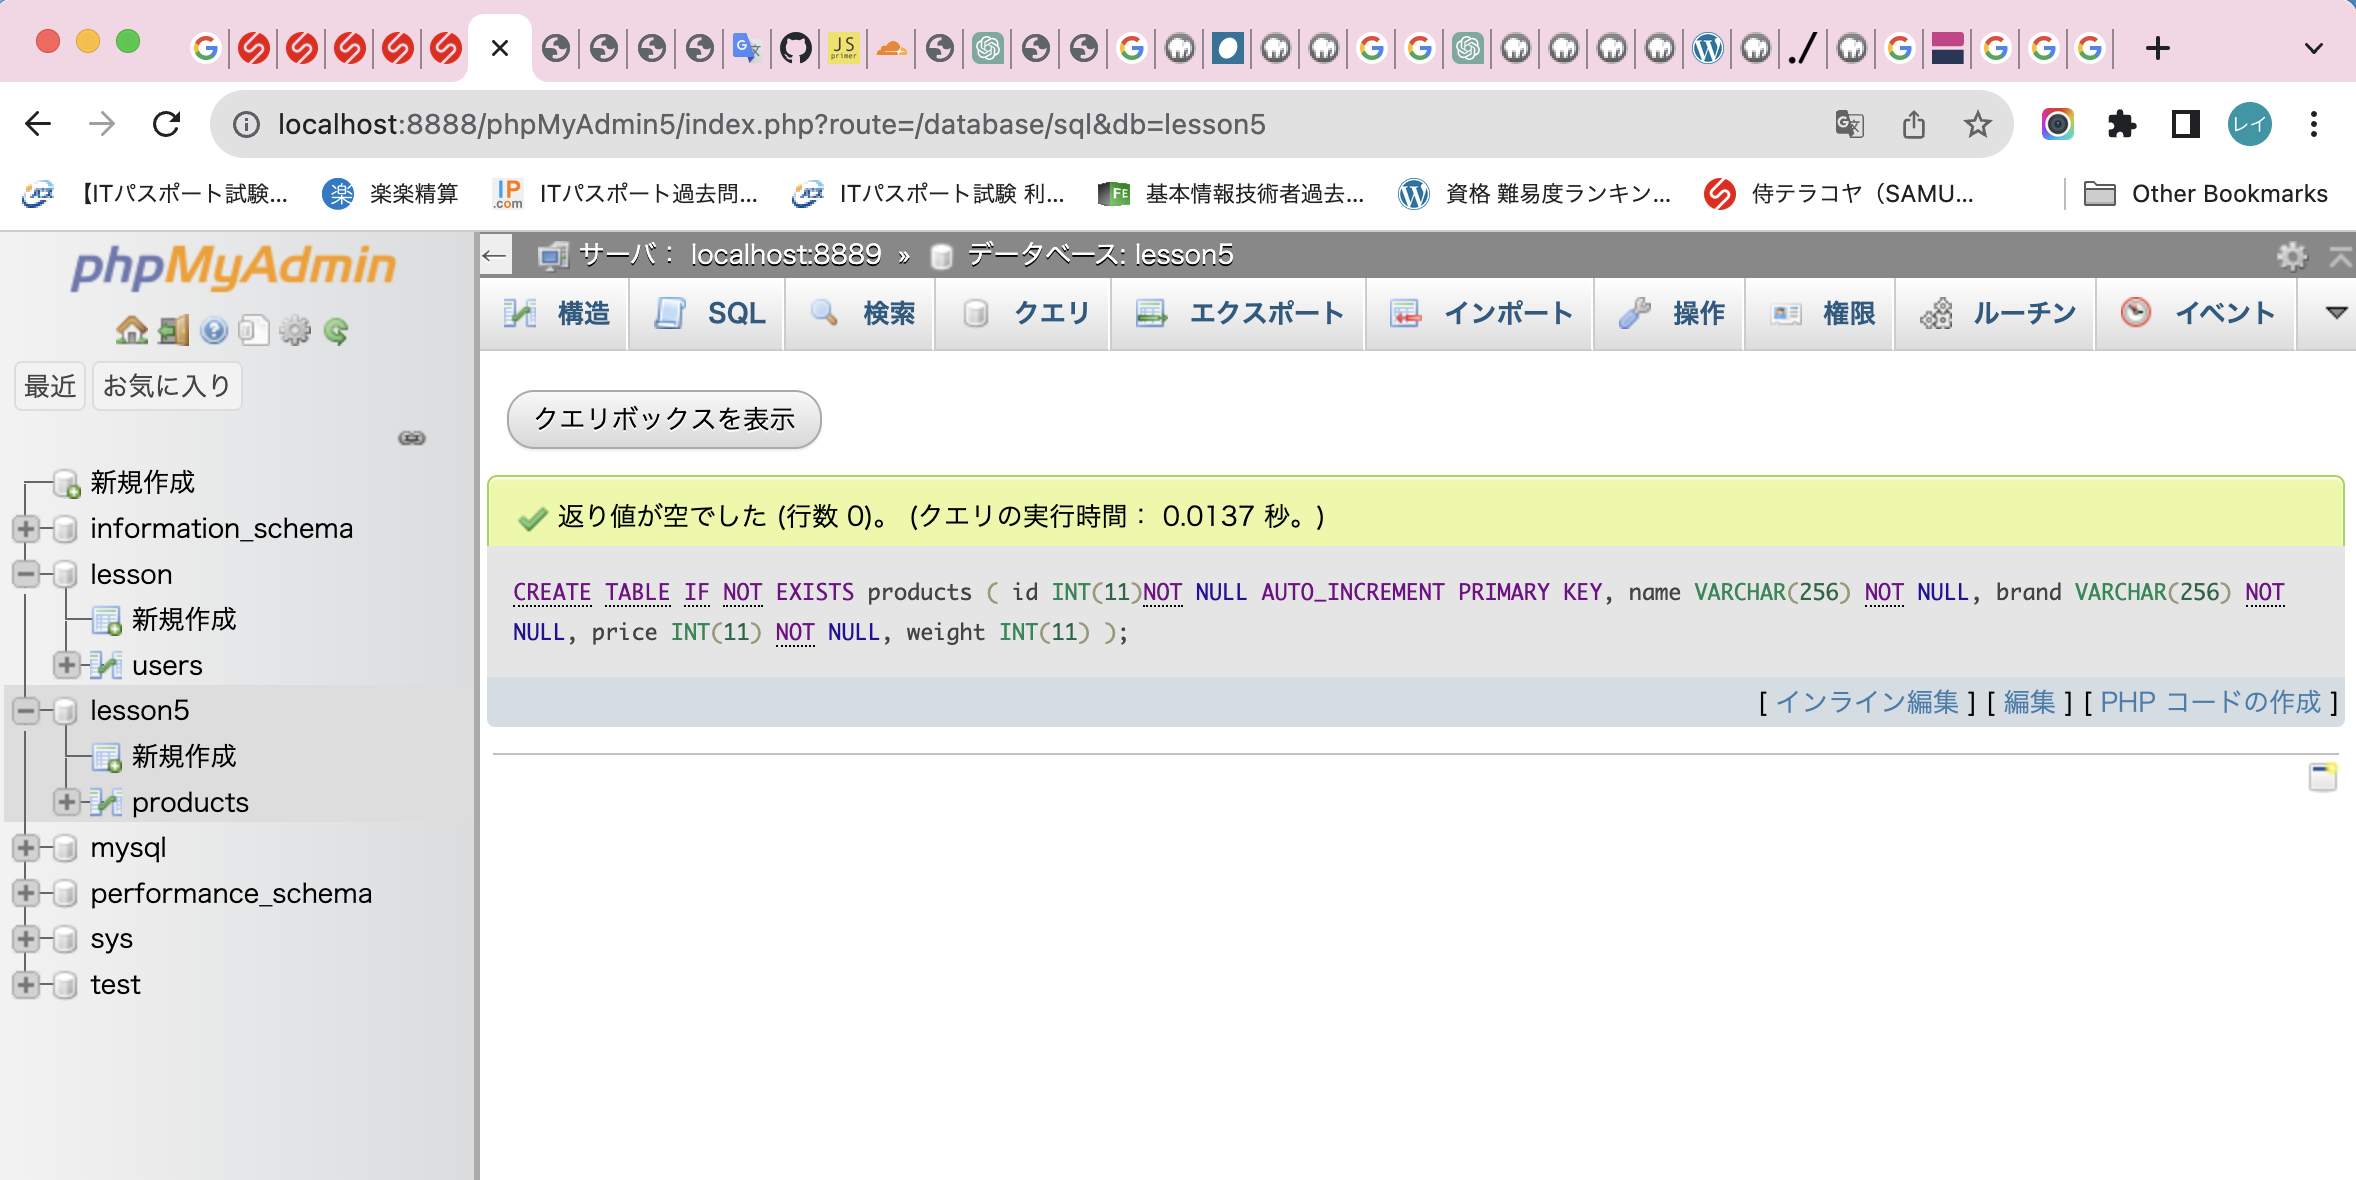 JS
primer
localhost:8888/phpMyAdmin5/index.php?route=/database/sql&db=lesson5
レイ
【ITパスポート試験...
楽
楽楽精算
IP
.com
ITパスポート過去問...
ITパスポート試験 利...
FE
基本情報技術者過去...
資格 難易度ランキン...
侍テラコヤ（SAMU...
Other Bookmarks
phpMyAdmin
最近
お気に入り
新規作成
information_schema
lesson
新規作成
users
lesson5
新規作成
products
mysql
performance_schema
sys
test
サーバ： localhost:8889 » データベース: lesson5
構造
SQL
検索
クエリ
エクスポート
インポート
操作
権限
ルーチン
イベント
クエリボックスを表示
返り値が空でした (行数 0)。 (クエリの実行時間： 0.0137 秒。)
CREATE TABLE IF NOT EXISTS products ( id INT(11)NOT NULL AUTO_INCREMENT PRIMARY KEY, name VARCHAR(256) NOT NULL, brand VARCHAR(256) NOT
NULL, price INT(11) NOT NULL, weight INT(11) );
[ インライン編集 ] [ 編集 ] [ PHP コードの作成 ]